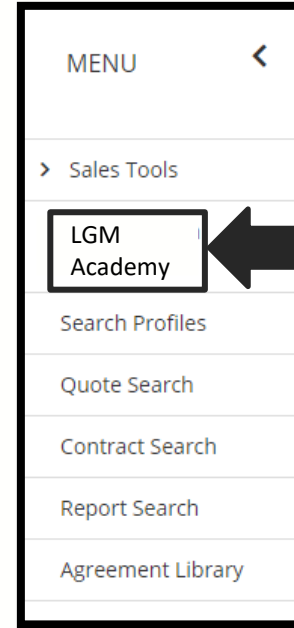 MENU
Sales Tools
LGM
Academy
Search Profiles
Quote Search
Contract Search
Report Search
Agreement Library